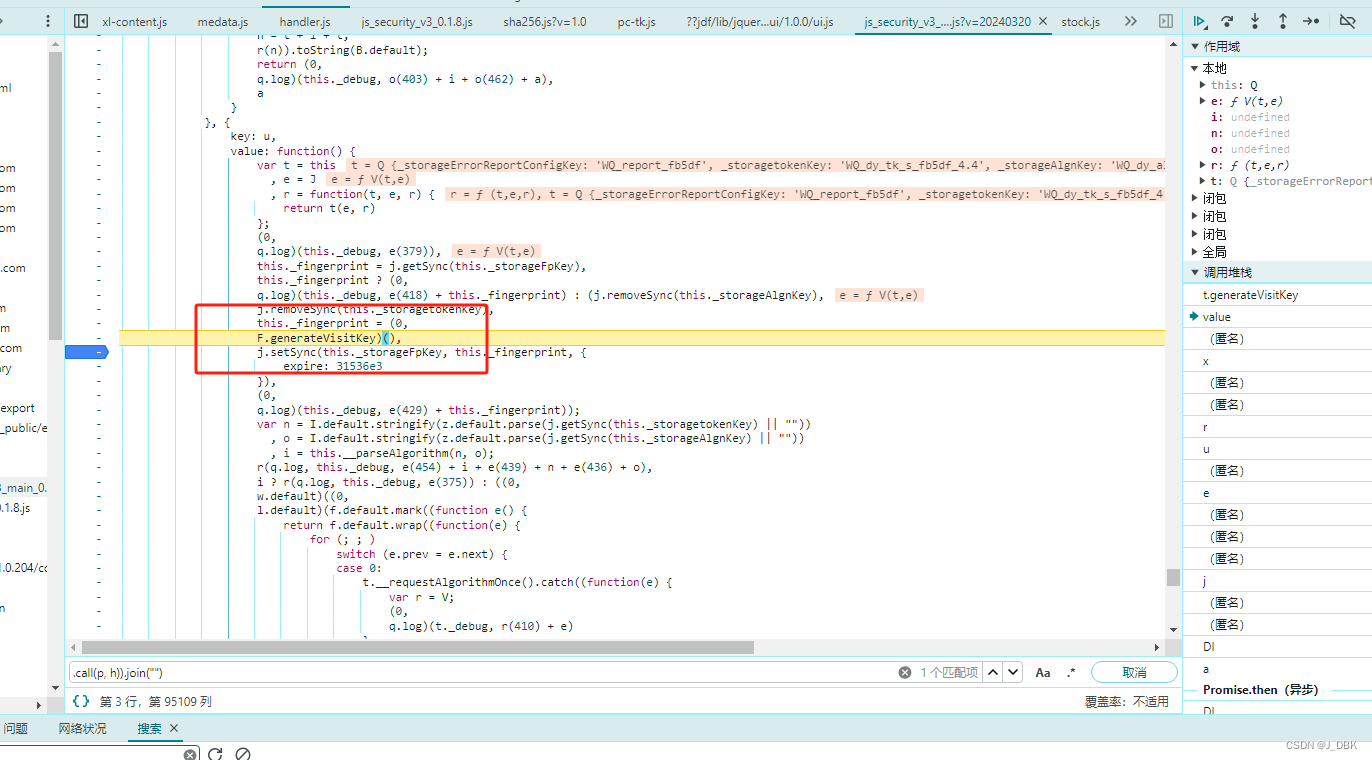 xl-content.js medata.js handler.js js_security_v3_0.1.8.js sha256.js?v=1.0 pc-tk.js ??jdf/lib/jquer...ui/1.0.0/ui.js js_security_v3_...js?v=20240320 stock.js
r(n)).toString(B.default);
return (0,
q.log)(this._debug, o(403) + i + o(462) + a),
a
}
}, {
key: u,
value: function() {
var t = this t = Q {_storageErrorReportConfigKey: 'WQ_report_fb5df', _storagetokenKey: 'WQ_dy_tk_s_fb5df_4.4', _storageAlgnKey: 'WQ_dy_a
, e = J e = ƒ V(t,e)
, r = function(t, e, r) { r = ƒ (t,e,r), t = Q {_storageErrorReportConfigKey: 'WQ_report_fb5df', _storagetokenKey: 'WQ_dy_tk_s_fb5df_4
return t(e, r)
};
(0,
q.log)(this._debug, e(379)), e = ƒ V(t,e)
this._fingerprint = j.getSync(this._storageFpKey),
this._fingerprint ? (0,
q.log)(this._debug, e(418) + this._fingerprint) : (j.removeSync(this._storageAlgnKey), e = ƒ V(t,e)
j.removeSync(this._storagetokenKey),
this._fingerprint = (0,
F.generateVisitKey)(),
j.setSync(this._storageFpKey, this._fingerprint, {
expire: 31536e3
}),
(0,
q.log)(this._debug, e(429) + this._fingerprint));
var n = I.default.stringify(z.default.parse(j.getSync(this._storagetokenKey) || ""))
, o = I.default.stringify(z.default.parse(j.getSync(this._storageAlgnKey) || ""))
, i = this.__parseAlgorithm(n, o);
r(q.log, this._debug, e(454) + i + e(439) + n + e(436) + o),
i ? r(q.log, this._debug, e(375)) : ((0,
w.default)((0,
l.default)(f.default.mark((function e() {
return f.default.wrap((function(e) {
for (; ; )
switch (e.prev = e.next) {
case 0:
t.__requestAlgorithmOnce().catch((function(e) {
var r = V;
(0,
q.log)(t._debug, r(410) + e)
ml
om
om
om
om
.com
m
m
.com
ary
export
_public/e
3_main_0.
0.1.8.js
1.0.204/cc
n
.call(p, h)).join("") 1 个匹配项 Aa .* 取消
{} 第 3 行，第 95109 列 覆盖率：不适用
问题 网络状况 搜索
作用域
本地
this: Q
e: ƒ V(t,e)
i: undefined
n: undefined
o: undefined
r: ƒ (t,e,r)
t: Q {_storageErrorReport
闭包
闭包
闭包
全局
调用堆栈
t.generateVisitKey
value
(匿名)
x
(匿名)
(匿名)
r
u
(匿名)
e
(匿名)
(匿名)
(匿名)
j
(匿名)
(匿名)
DI
a
Promise.then（异步）
DI
CSDN @J_DBK